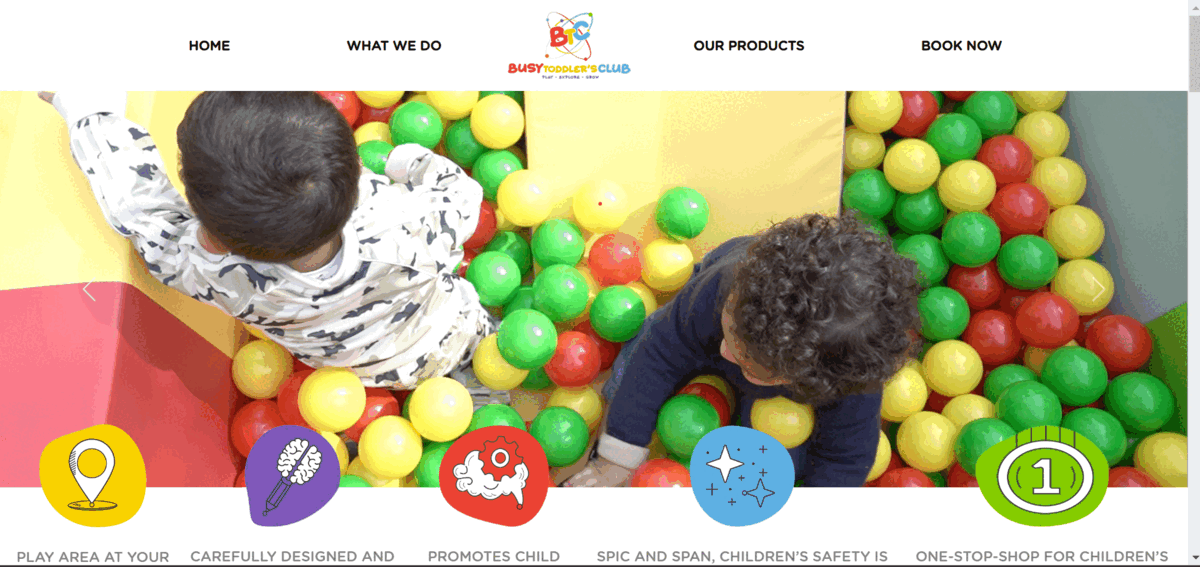 HOME
WHAT WE DO
BTC
BUSY TODDLER'S CLUB
PLAY - EXPLORE - GROW
OUR PRODUCTS
BOOK NOW
1
PLAY AREA AT YOUR
CAREFULLY DESIGNED AND
PROMOTES CHILD
SPIC AND SPAN, CHILDREN'S SAFETY IS
ONE-STOP-SHOP FOR CHILDREN'S